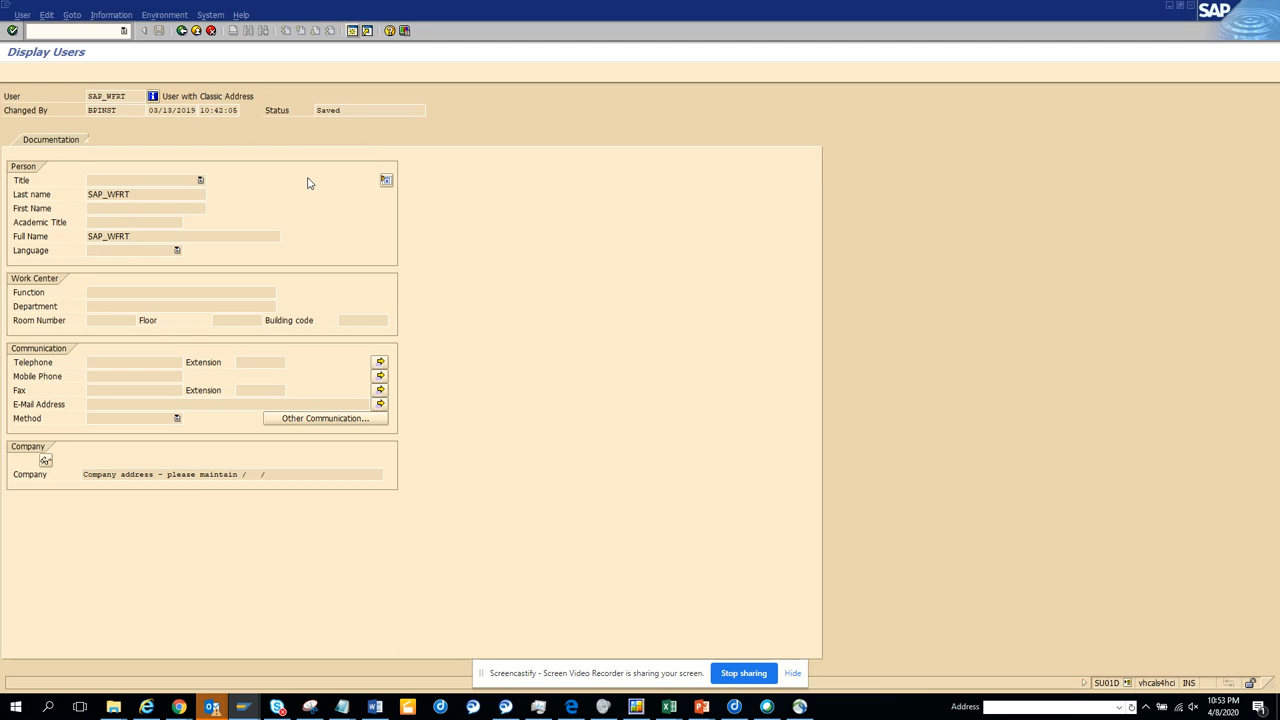 User Edit Goto Information Environment System Help
SAP
Display Users
User SAP_WFRT User with Classic Address
Changed By BPINST 03/13/2019 10:42:05 Status Saved
Documentation
Person
Title
Last name SAP_WFRT
First Name
Academic Title
Full Name SAP_WFRT
Language
Work Center
Function
Department
Room Number Floor Building code
Communication
Telephone Extension
Mobile Phone
Fax Extension
E-Mail Address
Method Other Communication...
Company
Company Company address - please maintain / /
Screencastify - Screen Video Recorder is sharing your screen. Stop sharing Hide
SU01D vhcals4hci INS
Address 10:53 PM
4/8/2020